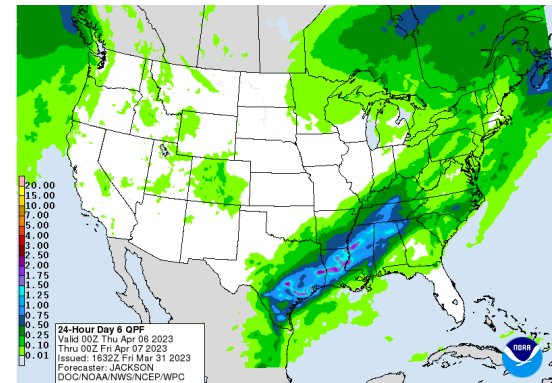 20.00
15.00
10.00
7.00
5.00
4.00
3.00
2.50
2.00
1.75
1.50
1.25
1.00
0.75
0.50
0.25
0.10
0.01
24-Hour Day 6 QPF
Valid 00Z Thu Apr 06 2023
Thru 00Z Fri Apr 07 2023
Issued: 1632Z Fri Mar 31 2023
Forecaster: JACKSON
DOC/NOAA/NWS/NCEP/WPC
NOAA